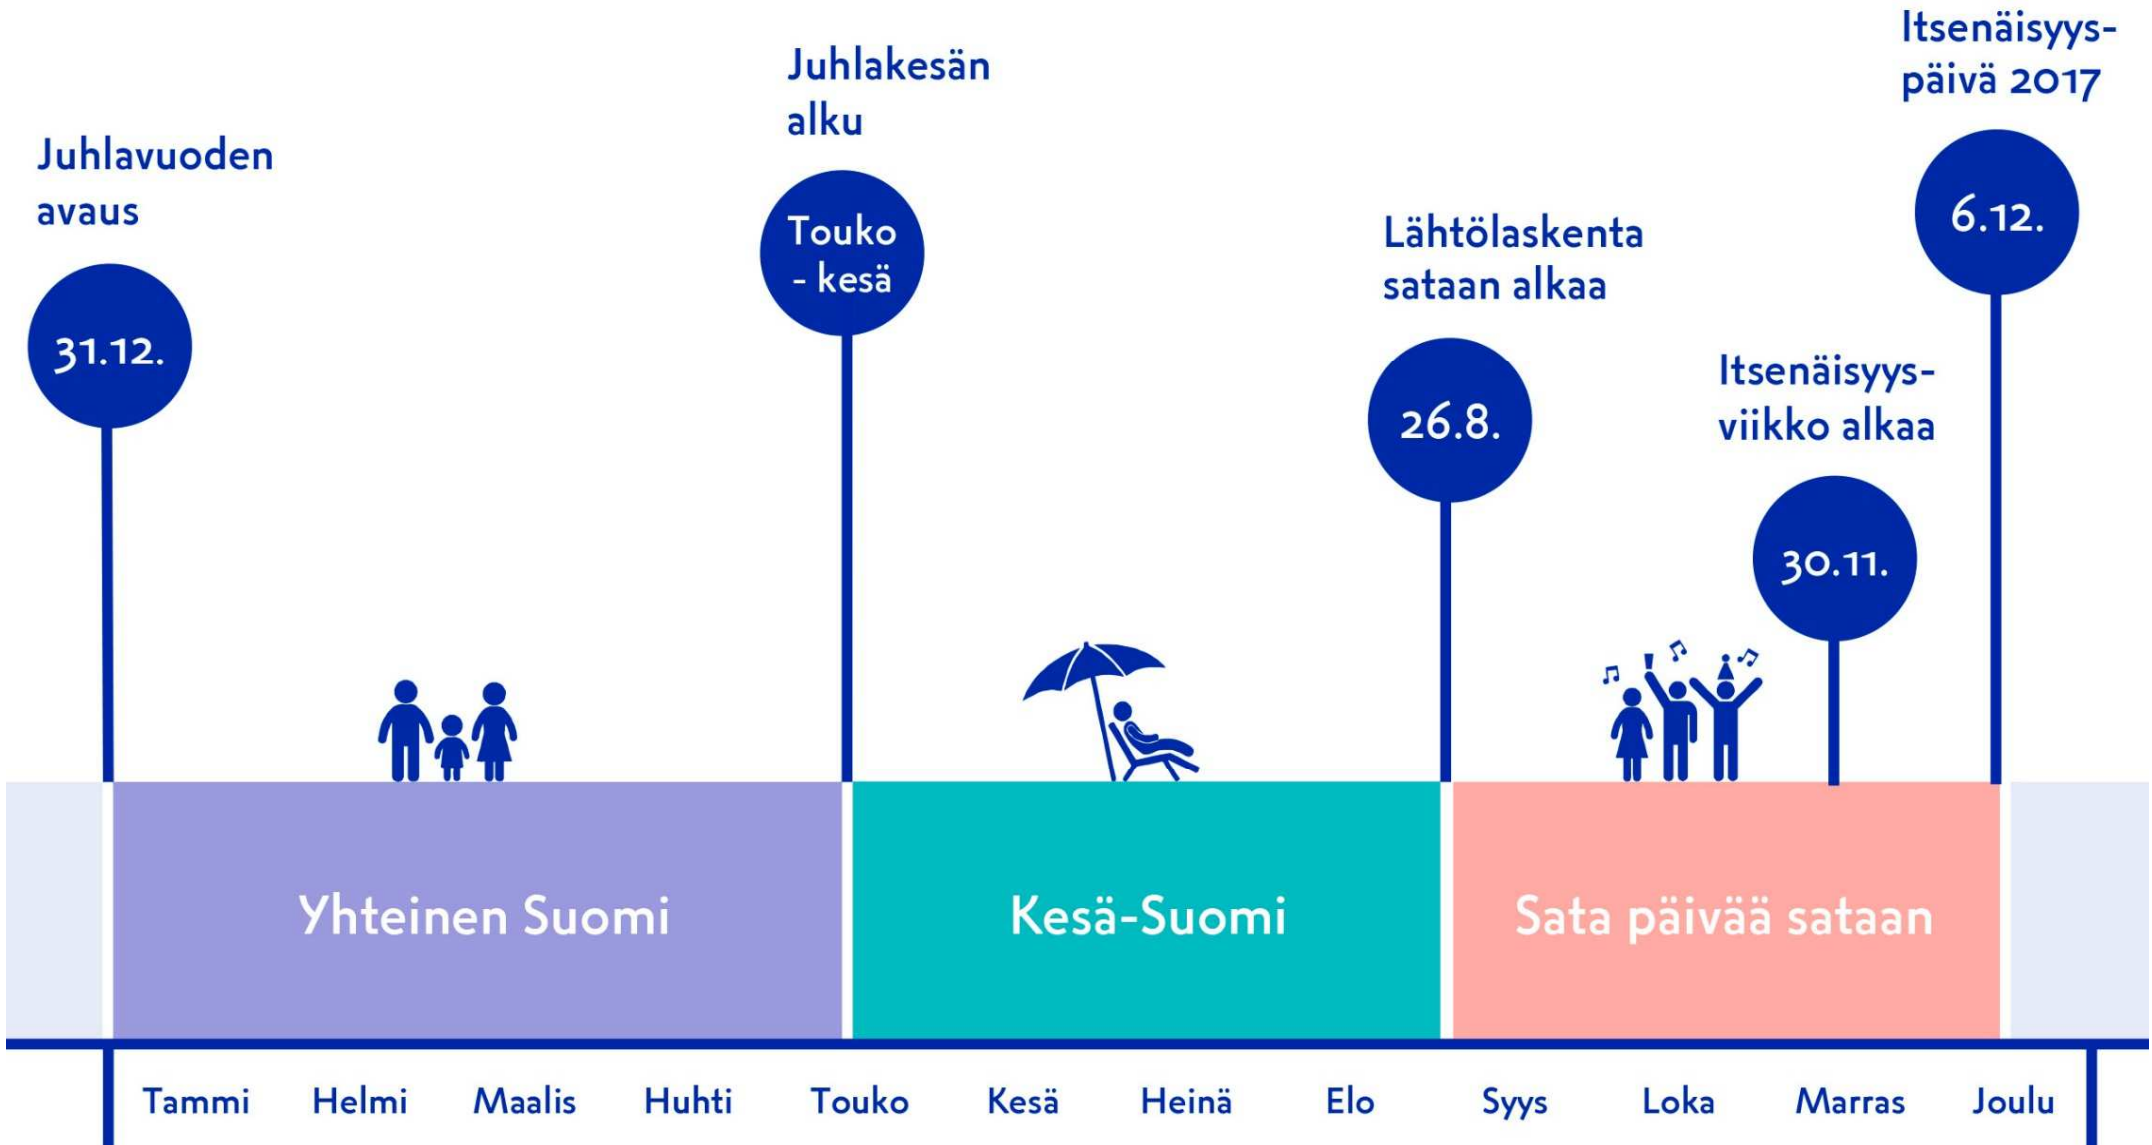 Juhlavuoden
avaus
31.12.
Juhlakesän
alku
Touko
- kesä
Lähtölaskenta
sataan alkaa
26.8.
Itsenäisyys-
viikko alkaa
30.11.
Itsenäisyys-
päivä 2017
6.12.
Yhteinen Suomi
Kesä-Suomi
Sata päivää sataan
Tammi Helmi Maalis Huhti Touko Kesä Heinä Elo Syys Loka Marras Joulu